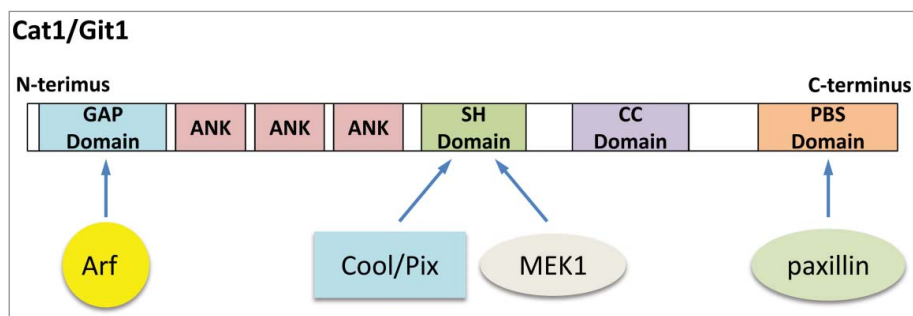 Cat1/Git1
N-terimus
C-terminus
GAP
Domain
ANK
ANK
ANK
SH
Domain
CC
Domain
PBS
Domain
Arf
Cool/Pix
MEK1
paxillin